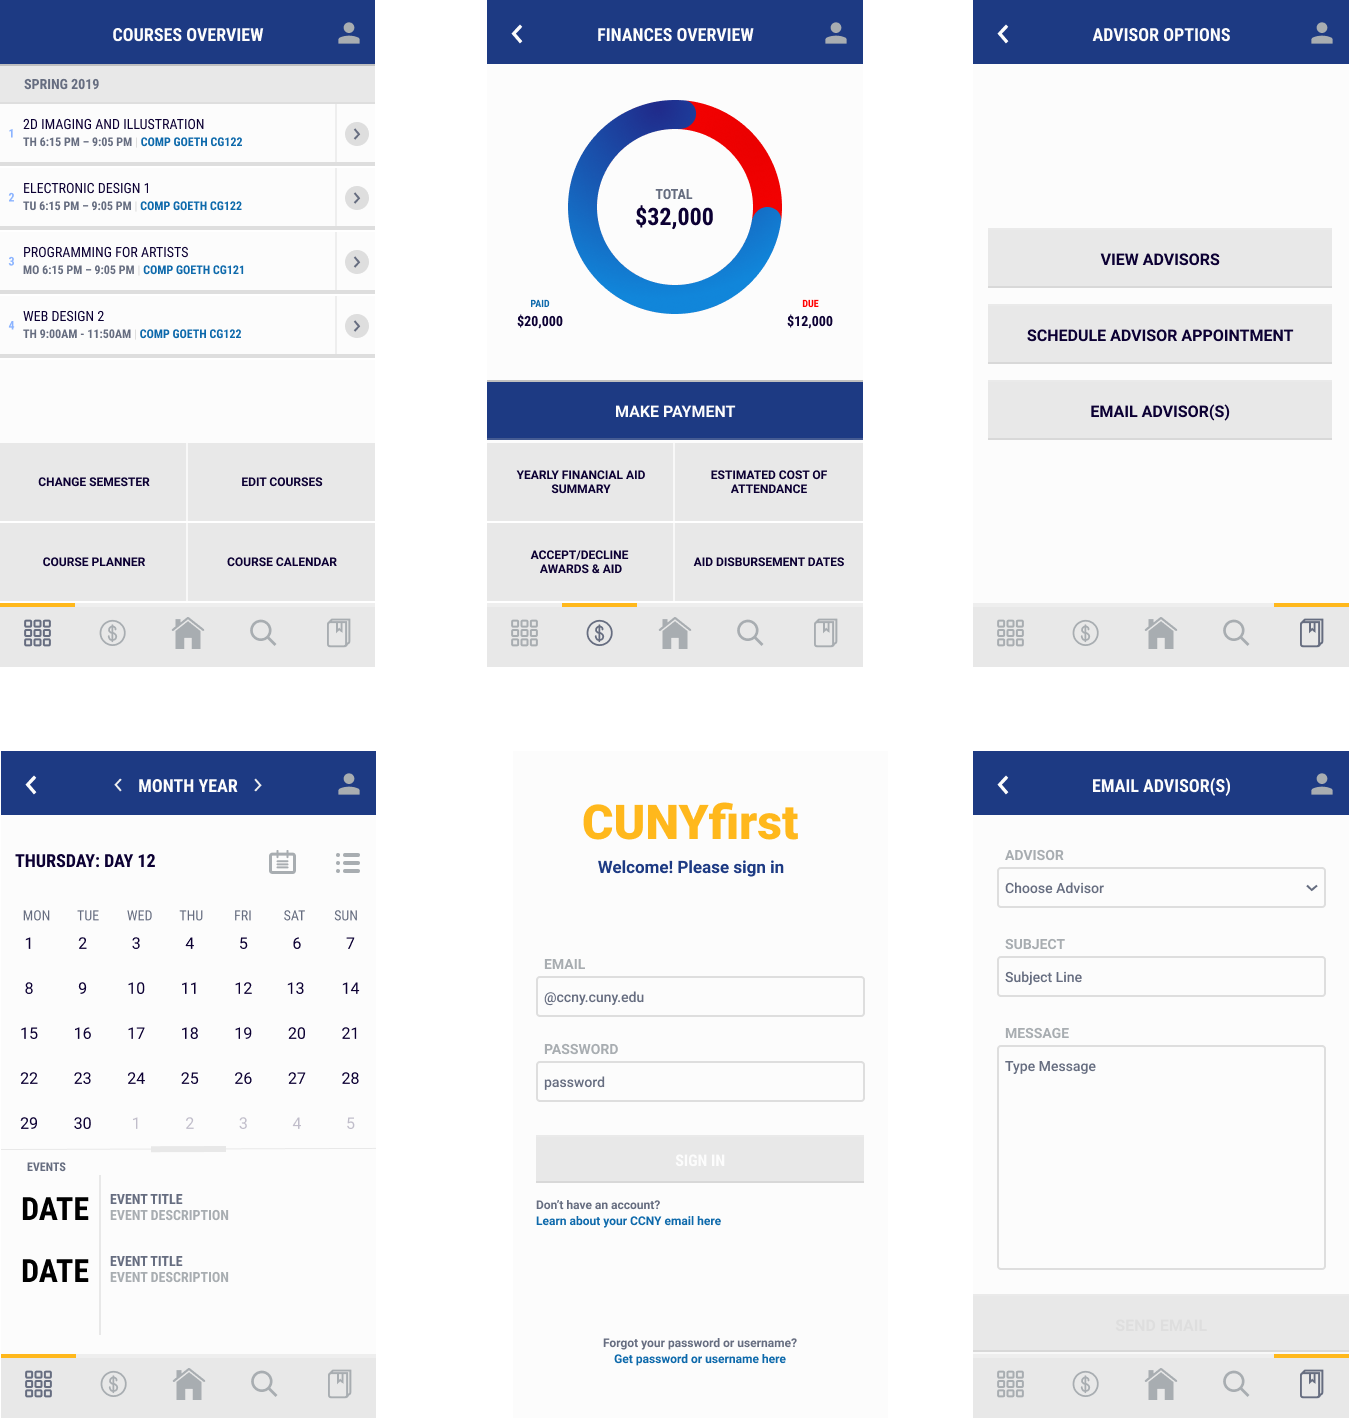 COURSES OVERVIEW
SPRING 2019
1
2D IMAGING AND ILLUSTRATION
TH 6:15 PM – 9:05 PM | COMP GOETH CG122
2
ELECTRONIC DESIGN 1
TU 6:15 PM – 9:05 PM | COMP GOETH CG122
3
PROGRAMMING FOR ARTISTS
MO 6:15 PM – 9:05 PM | COMP GOETH CG121
4
WEB DESIGN 2
TH 9:00AM - 11:50AM | COMP GOETH CG122
CHANGE SEMESTER
EDIT COURSES
COURSE PLANNER
COURSE CALENDAR
FINANCES OVERVIEW
TOTAL
$32,000
PAID
$20,000
DUE
$12,000
MAKE PAYMENT
YEARLY FINANCIAL AID
SUMMARY
ESTIMATED COST OF
ATTENDANCE
ACCEPT/DECLINE
AWARDS & AID
AID DISBURSEMENT DATES
$
ADVISOR OPTIONS
VIEW ADVISORS
SCHEDULE ADVISOR APPOINTMENT
EMAIL ADVISOR(S)
MONTH YEAR
THURSDAY: DAY 12
MON TUE WED THU FRI SAT SUN
1 2 3 4 5 6 7
8 9 10 11 12 13 14
15 16 17 18 19 20 21
22 23 24 25 26 27 28
29 30 1 2 3 4 5
EVENTS
DATE
EVENT TITLE
EVENT DESCRIPTION
DATE
EVENT TITLE
EVENT DESCRIPTION
CUNYfirst
Welcome! Please sign in
EMAIL
@ccny.cuny.edu
PASSWORD
password
SIGN IN
Don't have an account?
Learn about your CCNY email here
Forgot your password or username?
Get password or username here
EMAIL ADVISOR(S)
ADVISOR
Choose Advisor
SUBJECT
Subject Line
MESSAGE
Type Message
SEND EMAIL